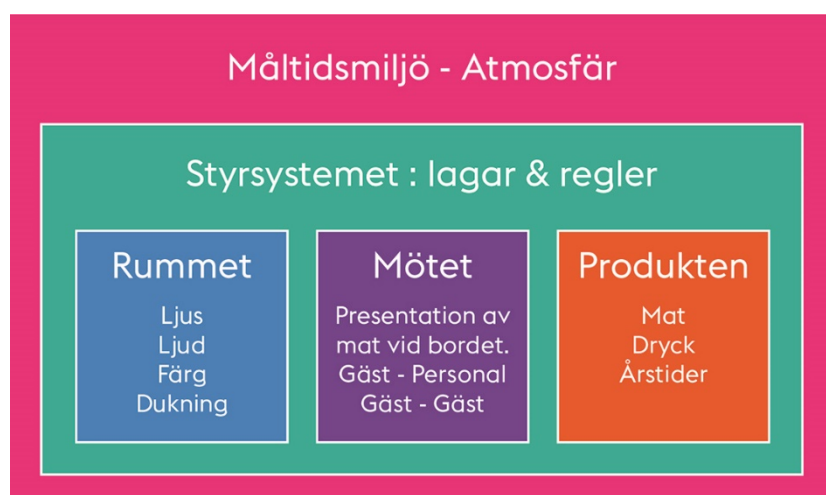 Måltidsmiljö - Atmosfär
Styrsystemet : lagar & regler
Rummet
Ljus
Ljud
Färg
Dukning
Mötet
Presentation av
mat vid bordet.
Gäst - Personal
Gäst - Gäst
Produkten
Mat
Dryck
Årstider